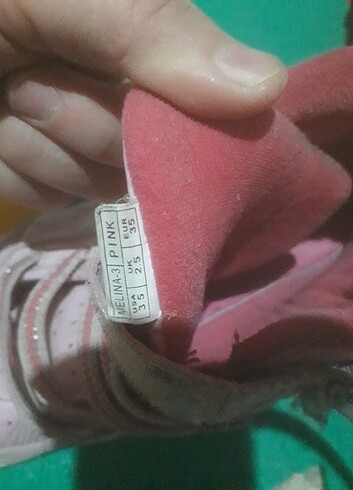 MELINA-3 PINK
USA UK EUR
3 5 2 5 35